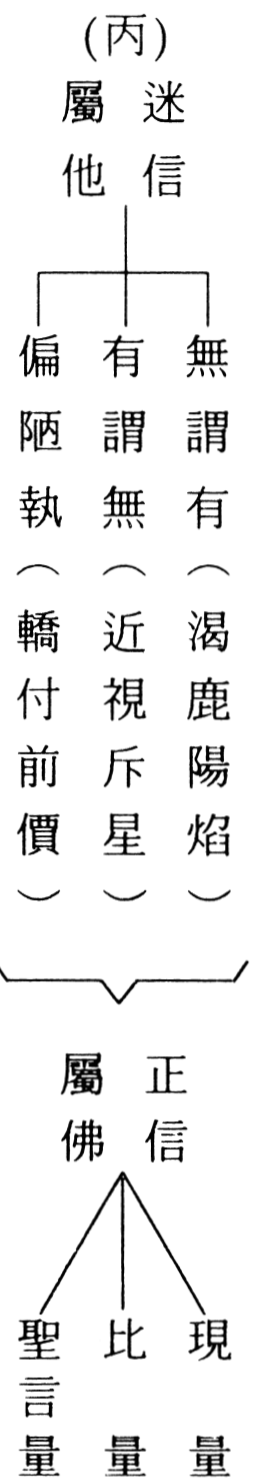 (丙)
迷信
屬他
無謂有（渴鹿陽焰）
有謂無（近視斥星）
偏陋執（轎付前價）
正信
屬佛
現量
比量
聖言量